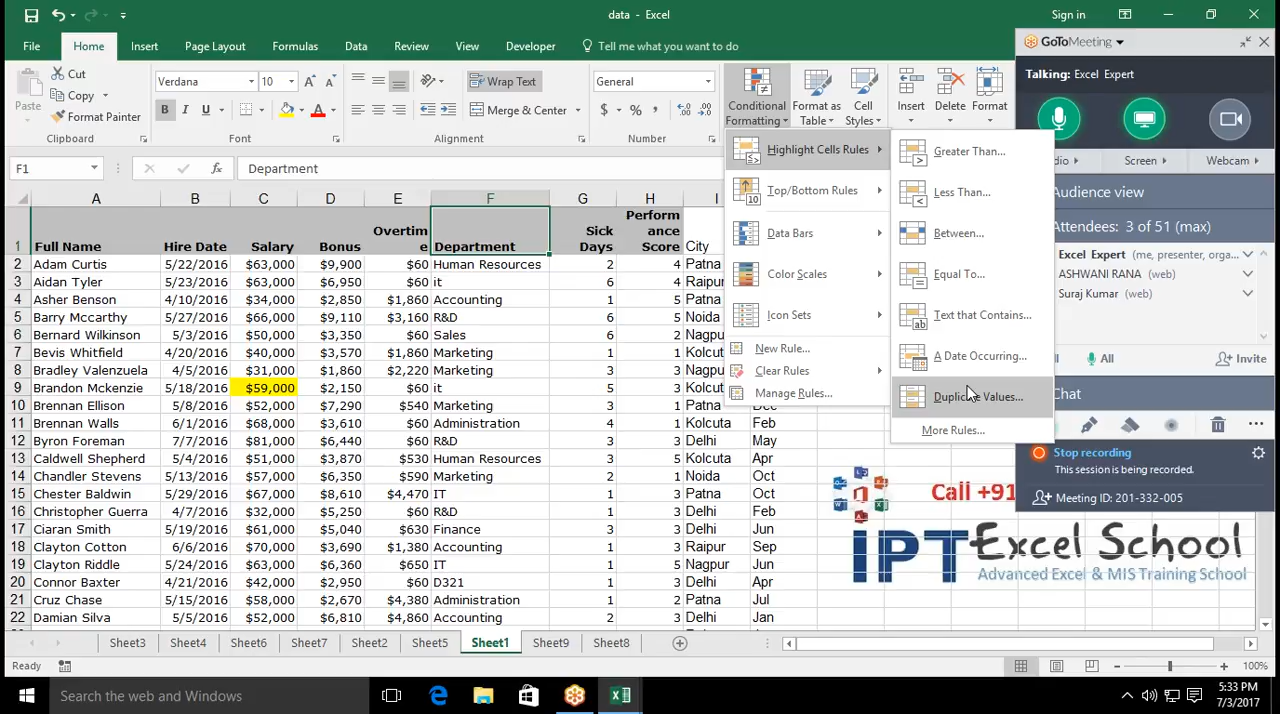 data - Excel
Sign in
File Home Insert Page Layout Formulas Data Review View Developer Tell me what you want to do
GoToMeeting
Talking: Excel Expert
Paste
Cut
Copy
Format Painter
Verdana 10
B I U
Wrap Text
Merge & Center
General
$ % ,
Conditional Formatting
Format as Table
Cell Styles
Insert Delete Format
Clipboard Font Alignment Number
Screen Webcam
Highlight Cells Rules
Top/Bottom Rules
Data Bars
Color Scales
Icon Sets
New Rule...
Clear Rules
Manage Rules...
Greater Than...
Less Than...
Between...
Equal To...
Text that Contains...
A Date Occurring...
Duplicate Values...
More Rules...
Audience view
Attendees: 3 of 51 (max)
Excel Expert (me, presenter, orga...
ASHWANI RANA (web)
Suraj Kumar (web)
All Invite
Chat
Stop recording
This session is being recorded.
Meeting ID: 201-332-005
F1 fx Department
A B C D E F G H I
1 Full Name Hire Date Salary Bonus Overtime Department Sick Days Performance Score City
2 Adam Curtis 5/22/2016 $63,000 $9,900 $60 Human Resources 2 4 Patna
3 Aidan Tyler 5/23/2016 $63,000 $6,950 $60 it 6 4 Raipur
4 Asher Benson 4/10/2016 $34,000 $2,850 $1,860 Accounting 1 5 Patna
5 Barry Mccarthy 5/27/2016 $66,000 $9,110 $3,160 R&D 6 5 Noida
6 Bernard Wilkinson 5/3/2016 $50,000 $3,350 $60 Sales 6 2 Nagpu
7 Bevis Whitfield 4/20/2016 $40,000 $3,570 $1,860 Marketing 1 1 Kolcut
8 Bradley Valenzuela 4/5/2016 $31,000 $1,860 $2,220 Marketing 3 3 Nagpu
9 Brandon Mckenzie 5/18/2016 $59,000 $2,150 $60 it 5 3 Kolcut
10 Brennan Ellison 5/8/2016 $52,000 $7,290 $540 Marketing 3 3 Patna Dec
11 Brennan Walls 6/1/2016 $63,000 $3,680 $60 Administration 4 1 Kolcuta Feb
12 Byron Foreman 7/7/2016 $81,000 $6,440 $60 R&D 3 3 Delhi May
13 Caldwell Shepherd 5/4/2016 $51,000 $3,370 $530 Human Resources 3 5 Kolcuta Apr
14 Chandler Stevens 5/13/2016 $57,000 $6,350 $590 Marketing 2 1 Noida Oct
15 Chester Baldwin 5/29/2016 $67,000 $8,610 $4,470 IT 1 3 Patna Oct
16 Christopher Guerra 4/7/2016 $32,000 $5,250 $60 R&D 1 3 Delhi Feb
17 Ciaran Smith 6/1/2016 $61,000 $5,040 $630 Finance 3 3 Delhi Jun
18 Clayton Cotton 6/6/2016 $70,000 $3,690 $1,380 Accounting 1 3 Raipur Sep
19 Clayton Riddle 5/25/2016 $63,000 $6,360 $650 IT 1 5 Nagpur Jun
20 Connor Baxter 4/21/2016 $42,000 $2,950 $60 D321 1 3 Delhi Apr
21 Cruz Chase 5/15/2016 $58,000 $2,670 $4,380 Administration 1 2 Patna Jul
22 Damian Silva 5/5/2016 $52,000 $6,810 $4,860 Accounting 2 3 Delhi Jan
Call +91
IPT Excel School
Advanced Excel & MIS Training School
Sheet3 Sheet4 Sheet6 Sheet7 Sheet2 Sheet5 Sheet1 Sheet9 Sheet8
Ready 100%
Search the web and Windows
5:33 PM
7/3/2017